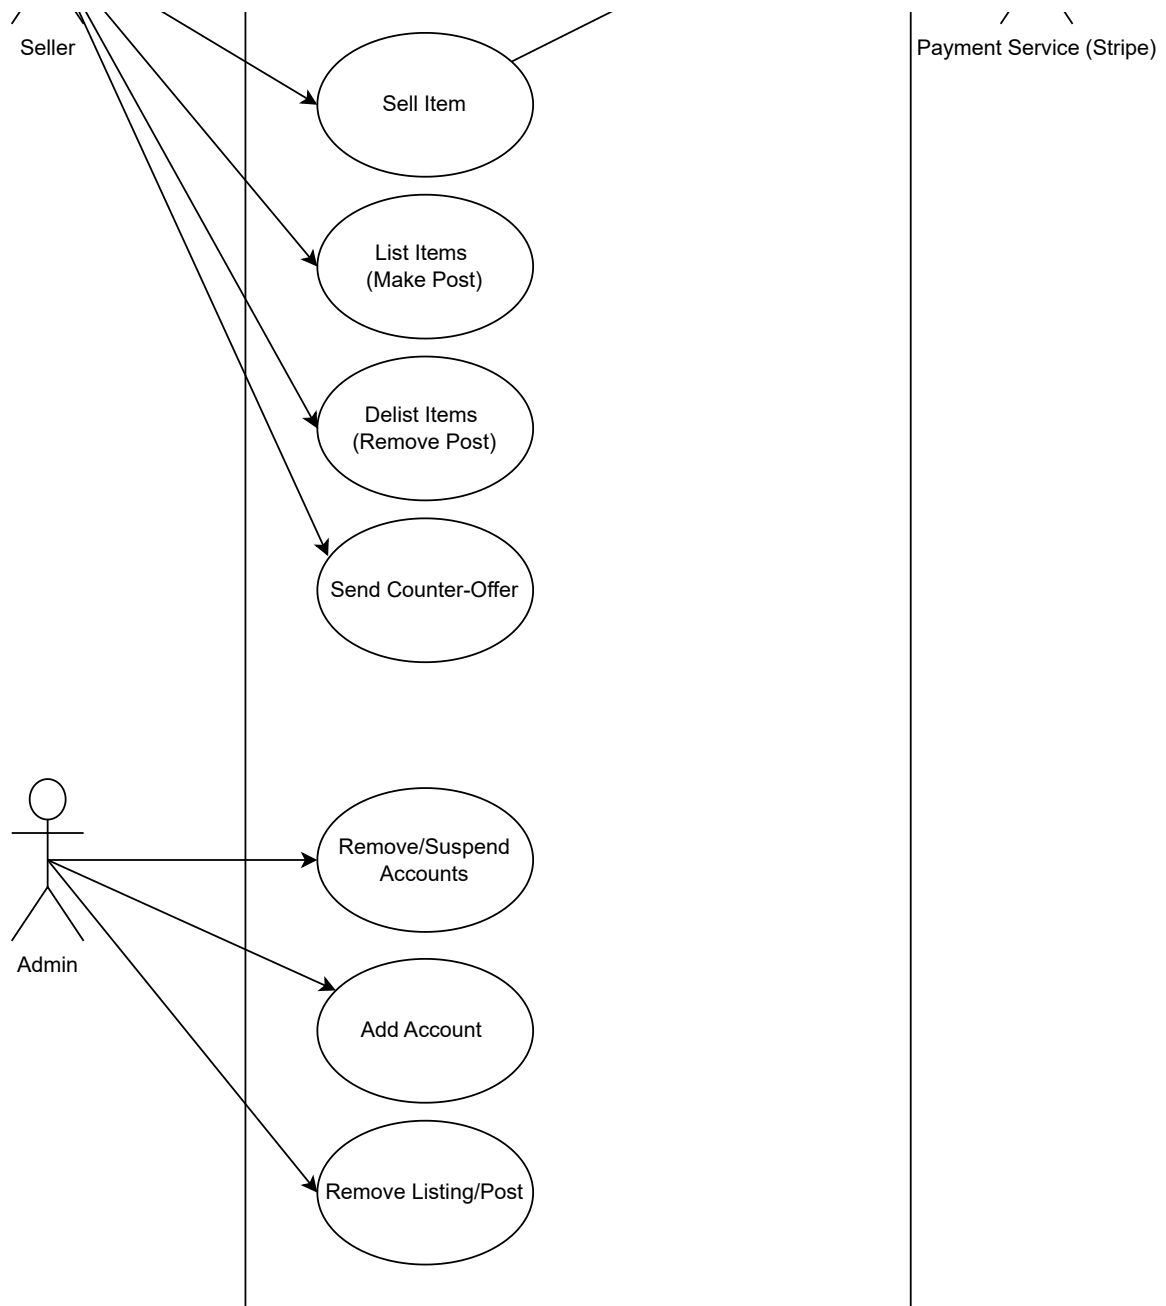 Seller
Payment Service (Stripe)
Sell Item
List Items
(Make Post)
Delist Items
(Remove Post)
Send Counter-Offer
Remove/Suspend
Accounts
Admin
Add Account
Remove Listing/Post